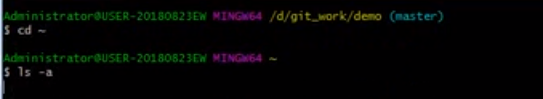 Administrator@USER-20180823EW MINGW64 /d/git_work/demo (master)
$ cd ~
Administrator@USER-20180823EW MINGW64 ~
$ ls -a